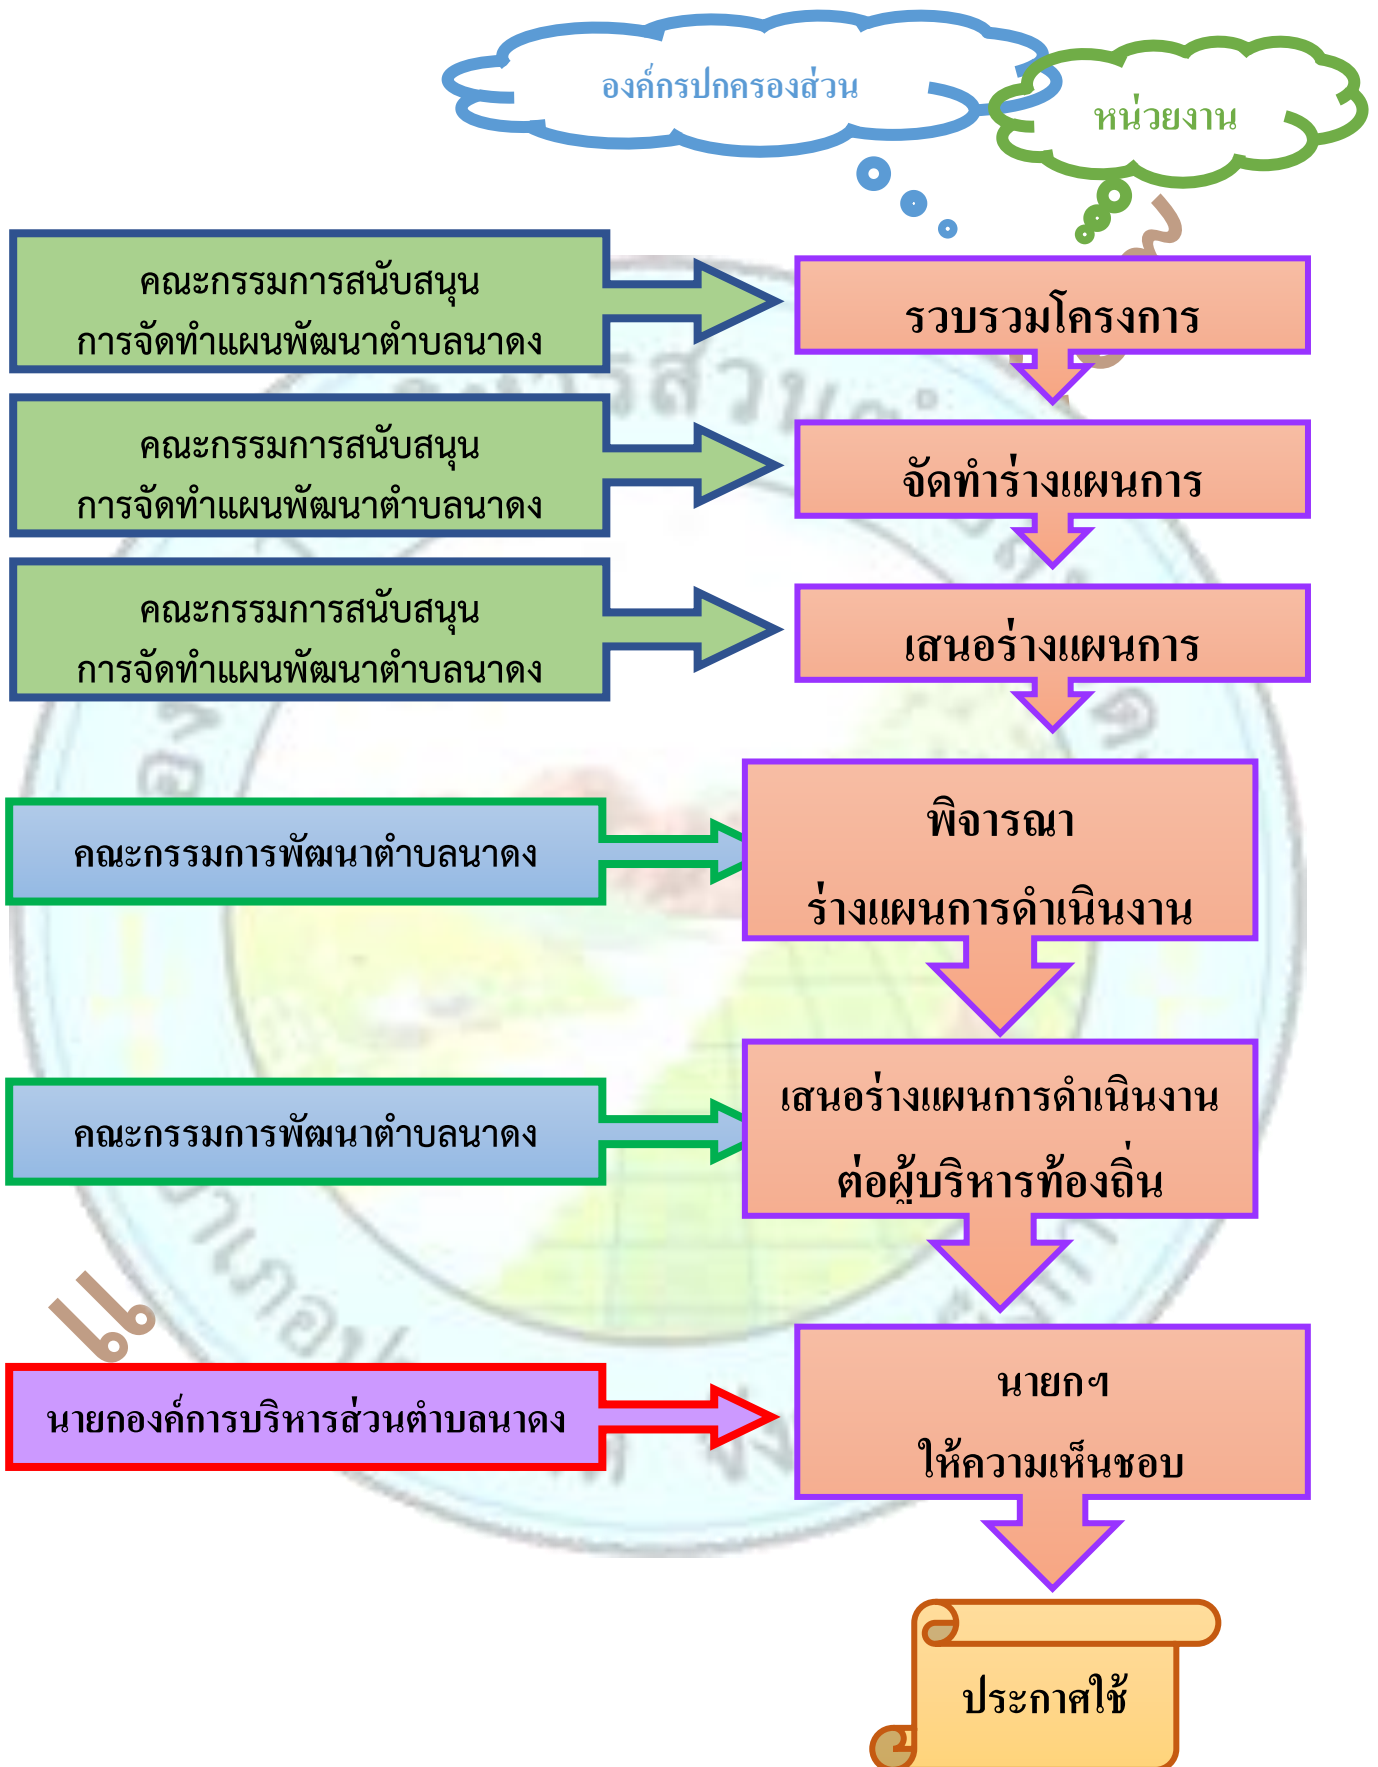 องค์กรปกครองส่วน
หน่วยงาน
คณะกรรมการสนับสนุน
การจัดทำแผนพัฒนาตำบลนาดง
รวบรวมโครงการ
คณะกรรมการสนับสนุน
การจัดทำแผนพัฒนาตำบลนาดง
จัดทำร่างแผนการ
คณะกรรมการสนับสนุน
การจัดทำแผนพัฒนาตำบลนาดง
เสนอร่างแผนการ
คณะกรรมการพัฒนาตำบลนาดง
พิจารณา
ร่างแผนการดำเนินงาน
คณะกรรมการพัฒนาตำบลนาดง
เสนอร่างแผนการดำเนินงาน
ต่อผู้บริหารท้องถิ่น
นายกองค์การบริหารส่วนตำบลนาดง
นายกฯ
ให้ความเห็นชอบ
ประกาศใช้